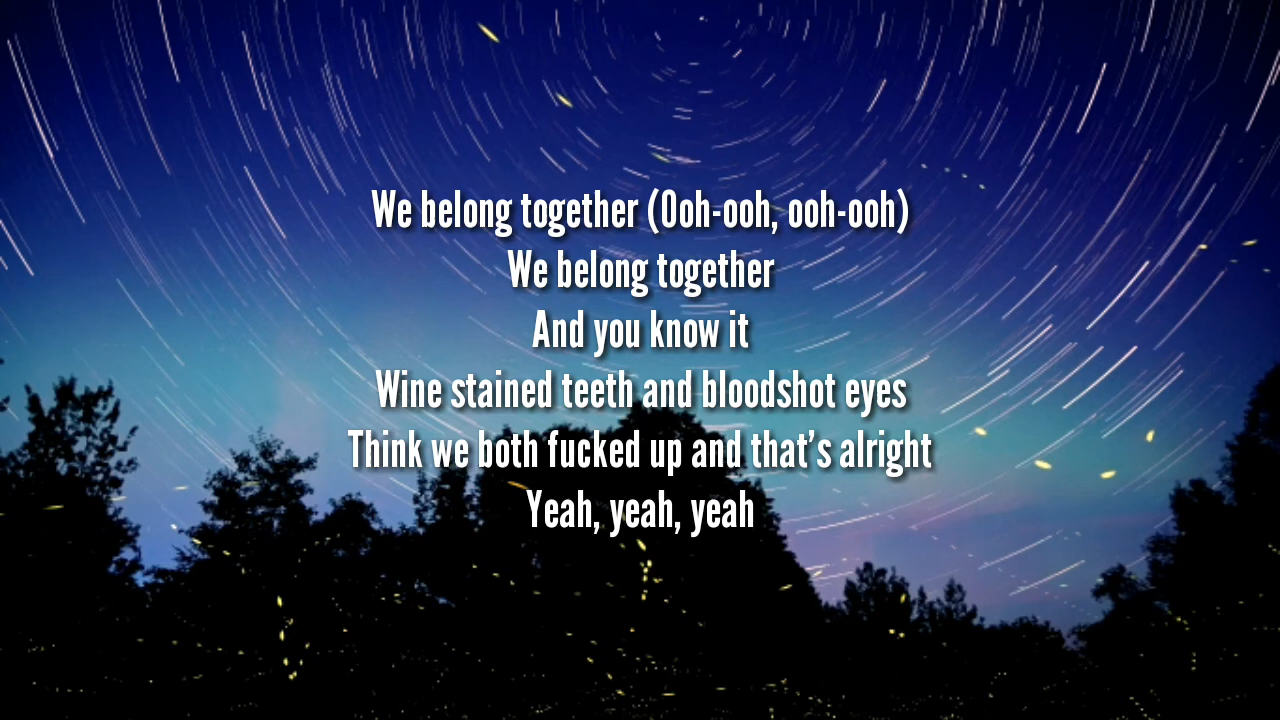 We belong together (Ooh-ooh, ooh-ooh)
We belong together
And you know it
Wine stained teeth and bloodshot eyes
Think we both fucked up and that's alright
Yeah, yeah, yeah